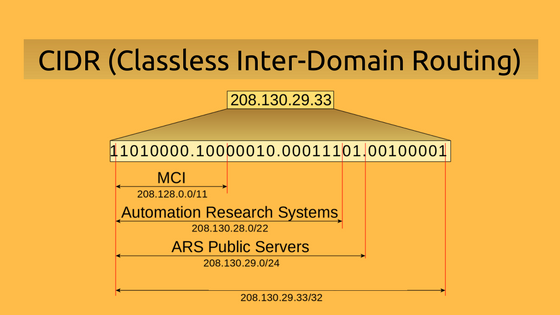 CIDR (Classless Inter-Domain Routing)
208.130.29.33
11010000.10000010.00011101.00100001
MCI
208.128.0.0/11
Automation Research Systems
208.130.28.0/22
ARS Public Servers
208.130.29.0/24
208.130.29.33/32